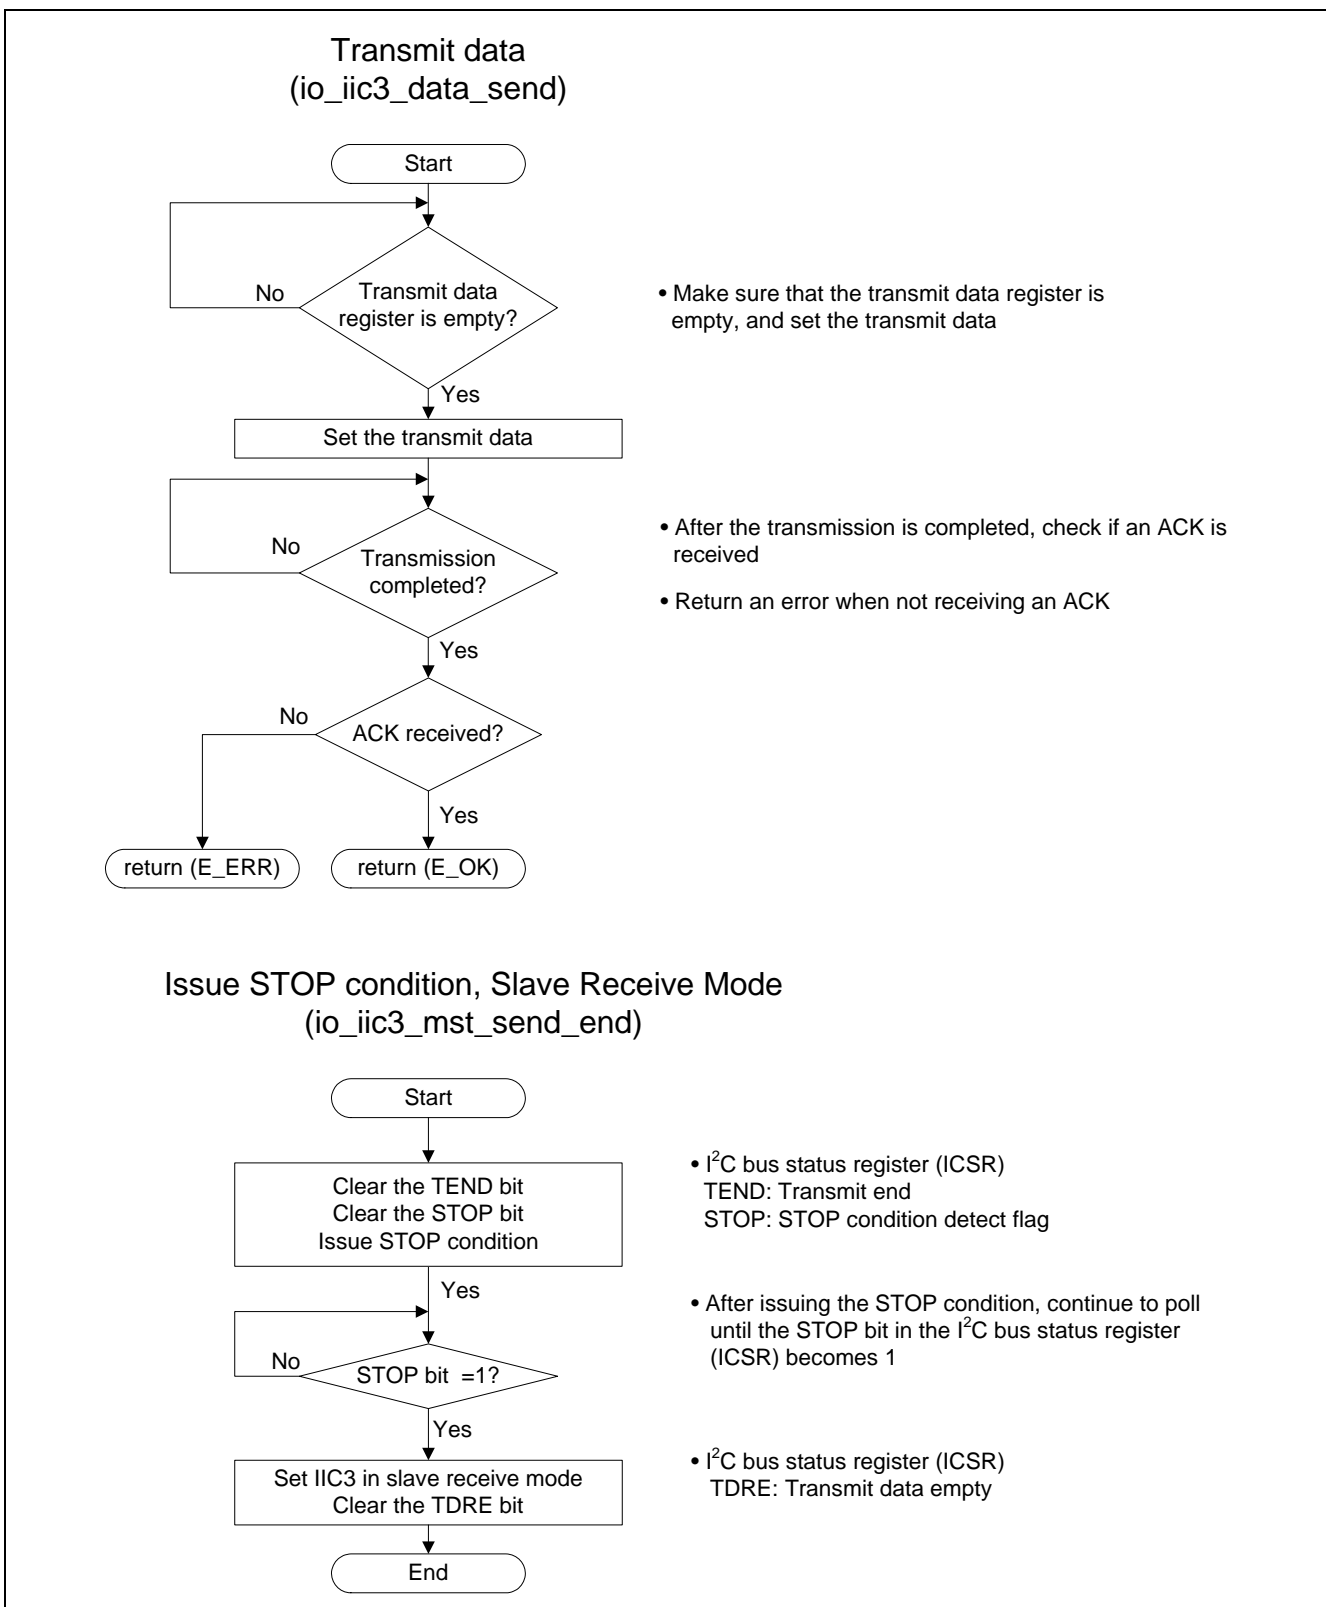 Transmit data
(io_iic3_data_send)
Start
No
Transmit data
register is empty?
• Make sure that the transmit data register is
empty, and set the transmit data
Yes
Set the transmit data
No
Transmission
completed?
• After the transmission is completed, check if an ACK is
received
• Return an error when not receiving an ACK
Yes
No
ACK received?
Yes
return (E_ERR)
return (E_OK)
Issue STOP condition, Slave Receive Mode
(io_iic3_mst_send_end)
Start
Clear the TEND bit
Clear the STOP bit
Issue STOP condition
• I²C bus status register (ICSR)
TEND: Transmit end
STOP: STOP condition detect flag
Yes
• After issuing the STOP condition, continue to poll
until the STOP bit in the I²C bus status register
(ICSR) becomes 1
No
STOP bit =1?
Yes
Set IIC3 in slave receive mode
Clear the TDRE bit
• I²C bus status register (ICSR)
TDRE: Transmit data empty
End